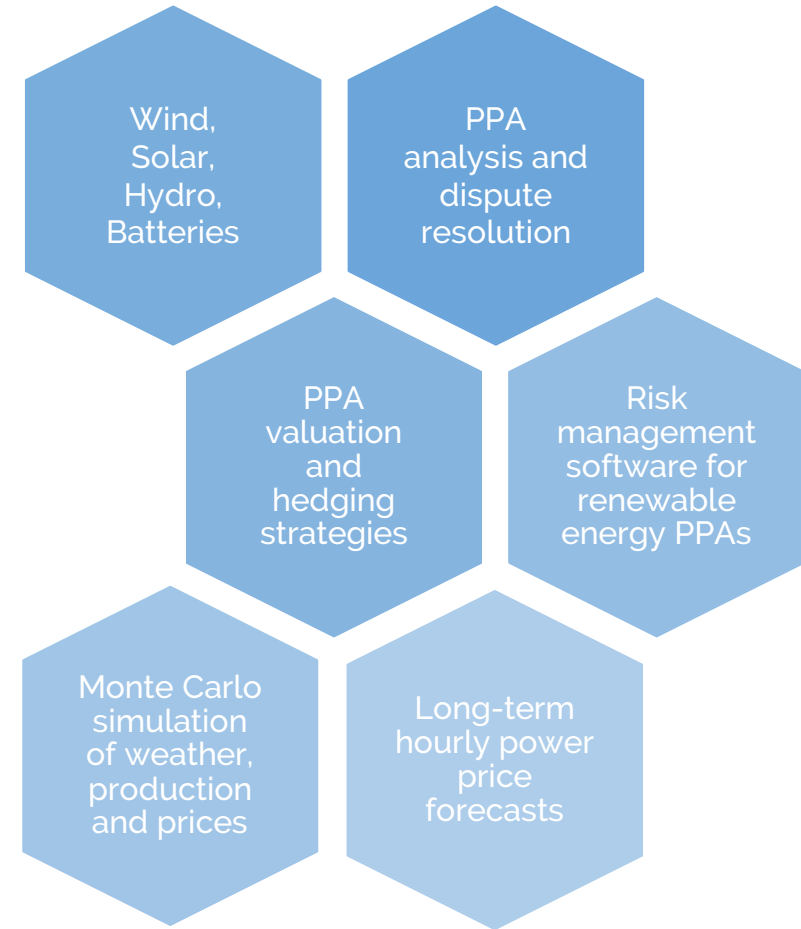 Wind,
Solar,
Hydro,
Batteries
PPA
analysis and
dispute
resolution
PPA
valuation
and
hedging
strategies
Risk
management
software for
renewable
energy PPAs
Monte Carlo
simulation
of weather,
production
and prices
Long-term
hourly power
price
forecasts